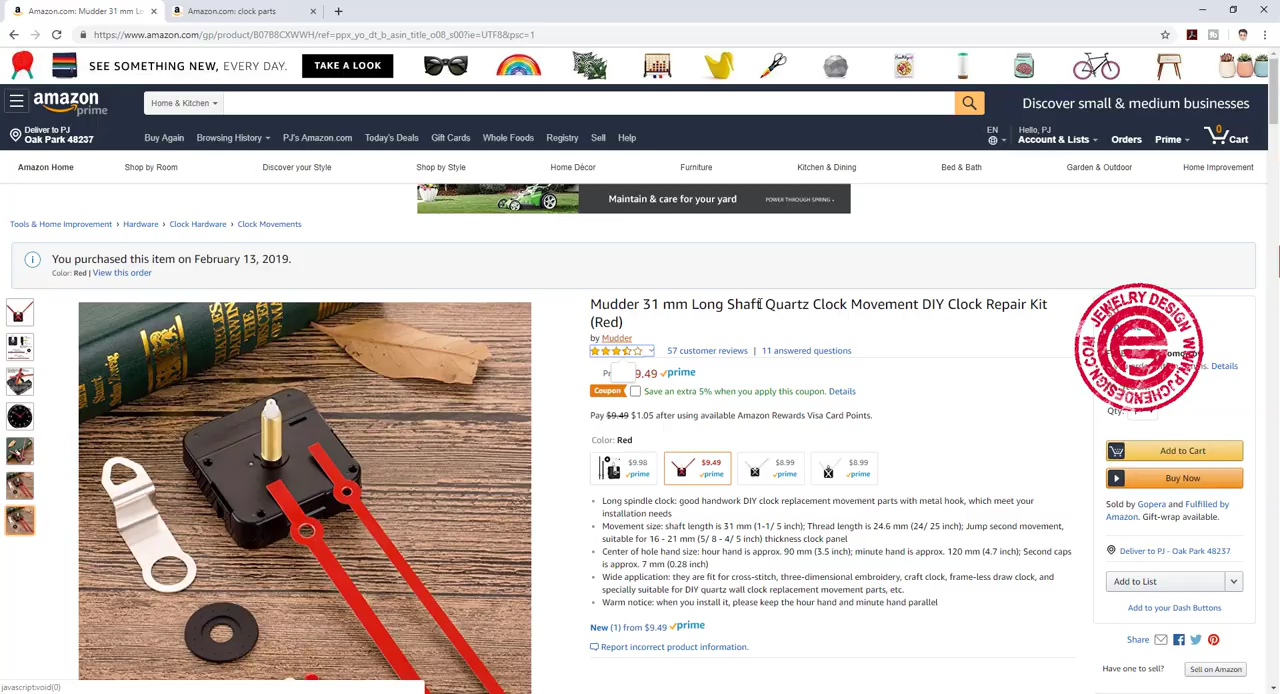 Amazon.com: Mudder 31 mm Lo
Amazon.com: clock parts
https://www.amazon.com/gp/product/B07B8CXWWH/ref=ppx_yo_dt_b_asin_title_o08_s00?ie=UTF8&psc=1
SEE SOMETHING NEW, EVERY DAY.
TAKE A LOOK
amazon prime
Home & Kitchen
Discover small & medium businesses
Deliver to PJ
Oak Park 48237
Buy Again Browsing History PJ's Amazon.com Today's Deals Gift Cards Whole Foods Registry Sell Help
EN
Hello, PJ
Account & Lists Orders Prime 0 Cart
Amazon Home Shop by Room Discover your Style Shop by Style Home Décor Furniture Kitchen & Dining Bed & Bath Garden & Outdoor Home Improvement
Maintain & care for your yard POWER THROUGH SPRING ›
Tools & Home Improvement › Hardware › Clock Hardware › Clock Movements
You purchased this item on February 13, 2019.
Color: Red | View this order
Mudder 31 mm Long Shaft Quartz Clock Movement DIY Clock Repair Kit
(Red)
by Mudder
57 customer reviews | 11 answered questions
9.49 prime
Coupon Save an extra 5% when you apply this coupon. Details
Pay $9.49 $1.05 after using available Amazon Rewards Visa Card Points.
Color: Red
$9.98 prime
$9.49 prime
$8.99 prime
$8.99 prime
• Long spindle clock: good handwork DIY clock replacement movement parts with metal hook, which meet your
installation needs
• Movement size: shaft length is 31 mm (1-1/ 5 inch); Thread length is 24.6 mm (24/ 25 inch); Jump second movement,
suitable for 16 - 21 mm (5/ 8 - 4/ 5 inch) thickness clock panel
• Center of hole hand size: hour hand is approx. 90 mm (3.5 inch); minute hand is approx. 120 mm (4.7 inch); Second caps
is approx. 7 mm (0.28 inch)
• Wide application: they are fit for cross-stitch, three-dimensional embroidery, craft clock, frame-less draw clock, and
specially suitable for DIY quartz wall clock replacement movement parts, etc.
• Warm notice: when you install it, please keep the hour hand and minute hand parallel
New (1) from $9.49 prime
Report incorrect product information.
JEWELRY DESIGN
WWW.PJCHENDESIGN.COM
Tomorrow
Details
Qty:
Add to Cart
Buy Now
Sold by Gopera and Fulfilled by
Amazon. Gift-wrap available.
Deliver to PJ - Oak Park 48237
Add to List
Add to your Dash Buttons
Share
Have one to sell? Sell on Amazon
javascript:void(0)